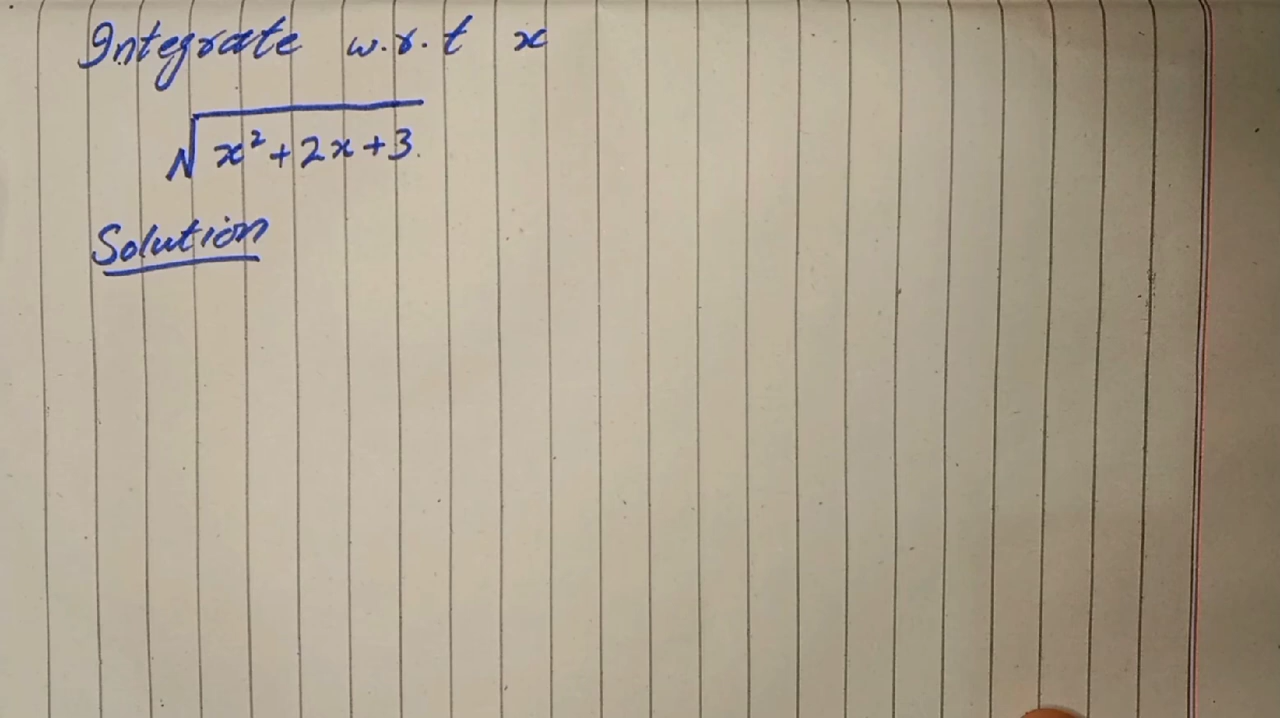 Integrate w.r.t x
√x²+2x+3
Solution